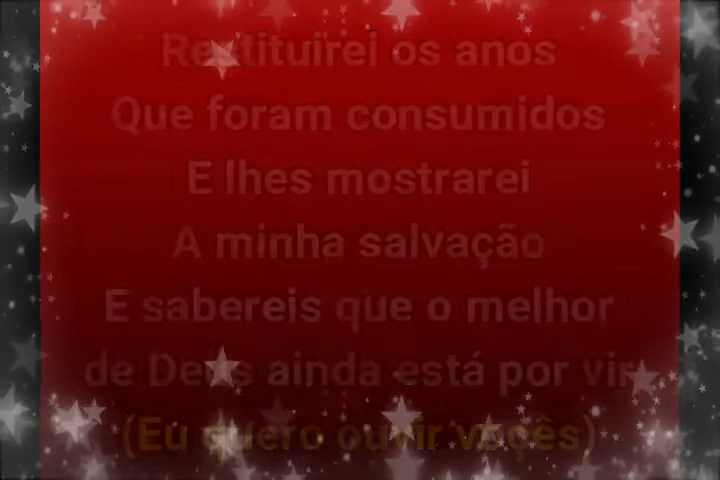 Restituirei os anos
Que foram consumidos
E lhes mostrarei
A minha salvação
E sabereis que o melhor
de Deus ainda está por vir
(Eu quero ouvir vocês)